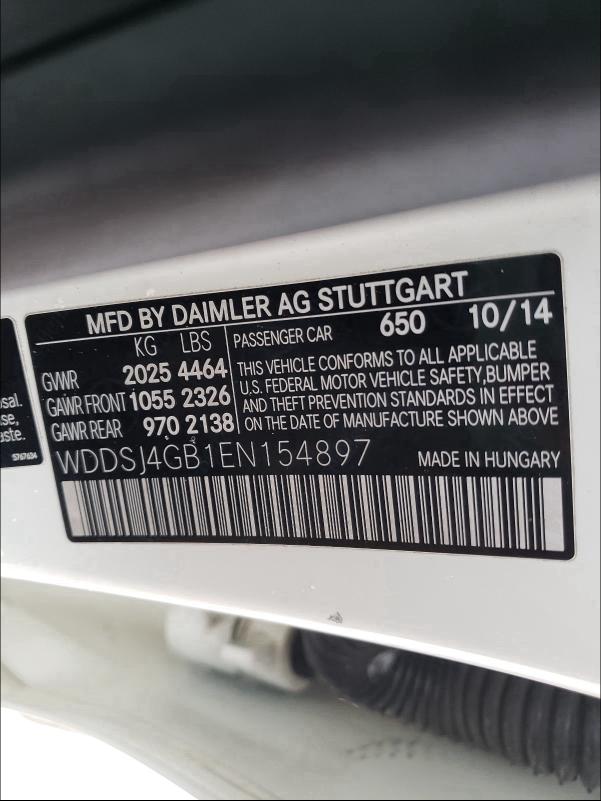 MFD BY DAIMLER AG STUTTGART
KG LBS
GVWR 2025 4464
GAWR FRONT 1055 2326
GAWR REAR 970 2138
PASSENGER CAR 650 10/14
THIS VEHICLE CONFORMS TO ALL APPLICABLE
U.S. FEDERAL MOTOR VEHICLE SAFETY,BUMPER
AND THEFT PREVENTION STANDARDS IN EFFECT
ON THE DATE OF MANUFACTURE SHOWN ABOVE
WDDSJ4GB1EN154897 MADE IN HUNGARY